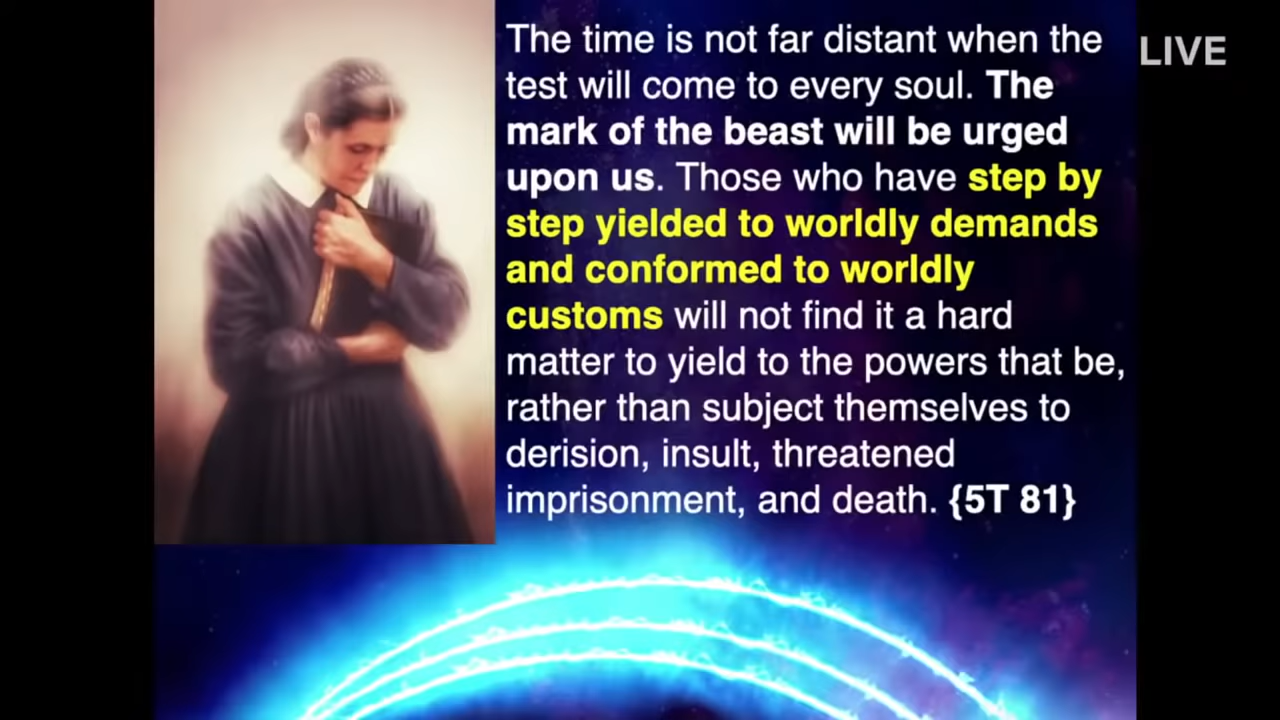 The time is not far distant when the
test will come to every soul. The
mark of the beast will be urged
upon us. Those who have step by
step yielded to worldly demands
and conformed to worldly
customs will not find it a hard
matter to yield to the powers that be,
rather than subject themselves to
derision, insult, threatened
imprisonment, and death. {5T 81}
LIVE